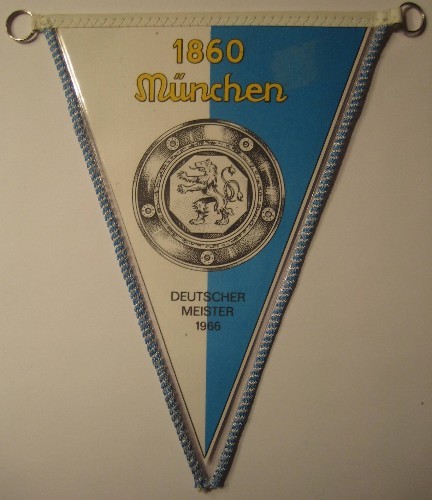 1860
München
DEUTSCHER
MEISTER
1966